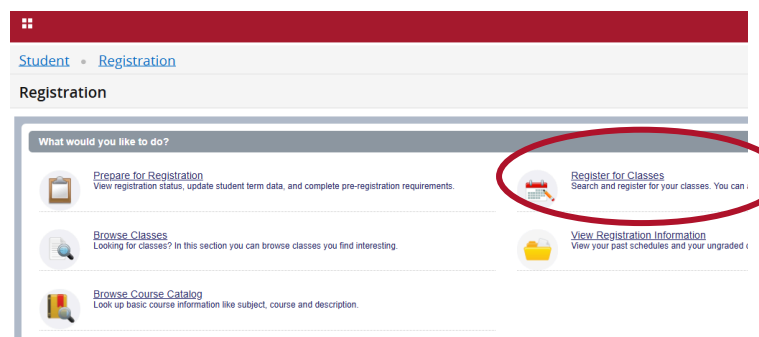 Student • Registration
Registration
What would you like to do?
Prepare for Registration
View registration status, update student term data, and complete pre-registration requirements.
Register for Classes
Search and register for your classes. You can
Browse Classes
Looking for classes? In this section you can browse classes you find interesting.
View Registration Information
View your past schedules and your ungraded
Browse Course Catalog
Look up basic course information like subject, course and description.